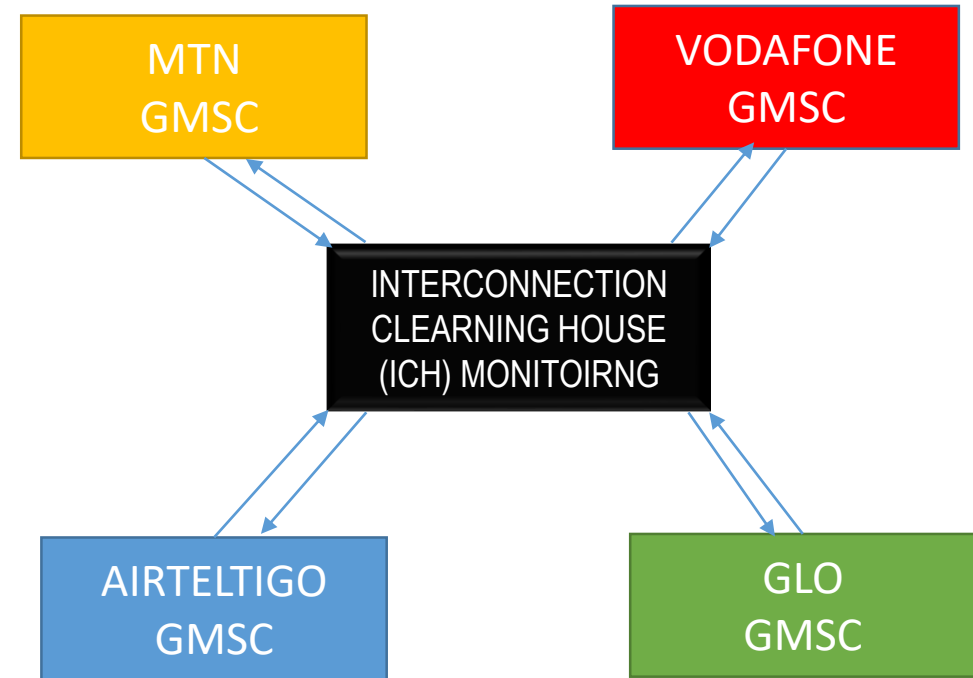 MTN
GMSC
VODAFONE
GMSC
INTERCONNECTION
CLEARNING HOUSE
(ICH) MONITOIRNG
AIRTELTIGO
GMSC
GLO
GMSC